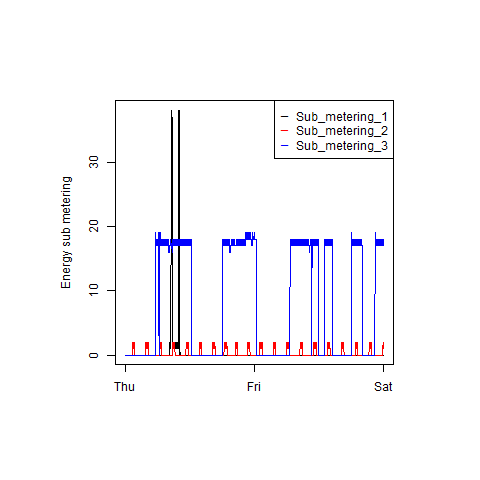 Sub_metering_1
Sub_metering_2
Sub_metering_3
Energy sub metering
30
20
10
0
Thu Fri Sat